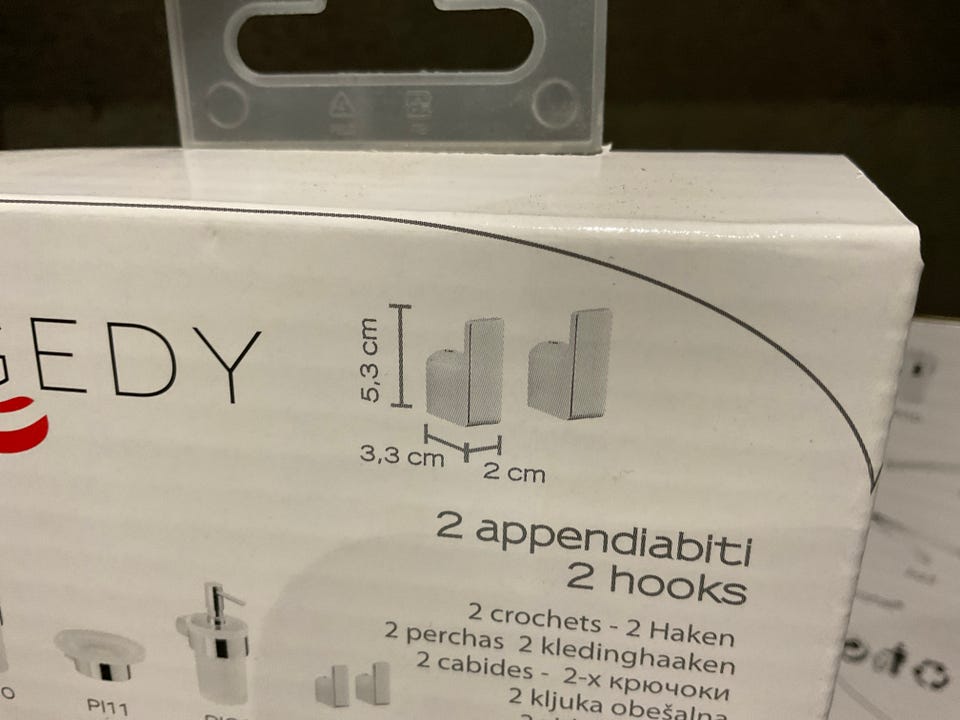 GEDY
5,3 cm
3,3 cm
2 cm
2 appendiabiti
2 hooks
2 crochets - 2 Haken
2 perchas 2 kledinghaaken
2 cabides - 2-х крючоки
2 kljuka obešalna
PI11